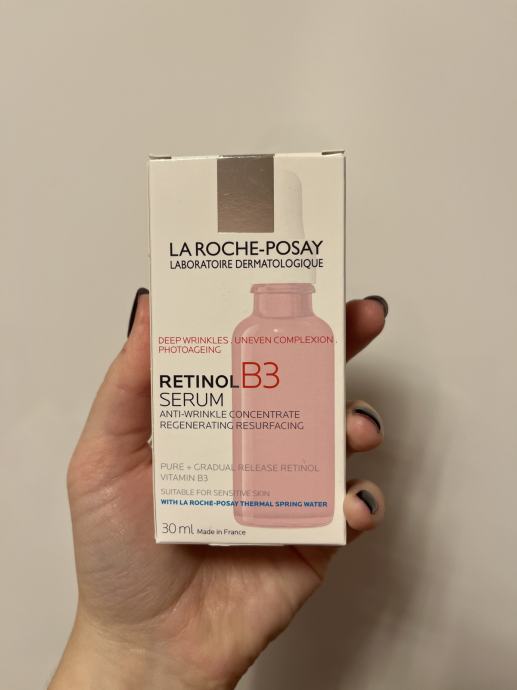 LA ROCHE-POSAY
LABORATOIRE DERMATOLOGIQUE
DEEP WRINKLES . UNEVEN COMPLEXION .
PHOTOAGEING
RETINOL B3
SERUM
ANTI-WRINKLE CONCENTRATE
REGENERATING RESURFACING
PURE + GRADUAL RELEASE RETINOL
VITAMIN B3
SUITABLE FOR SENSITIVE SKIN
WITH LA ROCHE-POSAY THERMAL SPRING WATER
30 ml Made in France